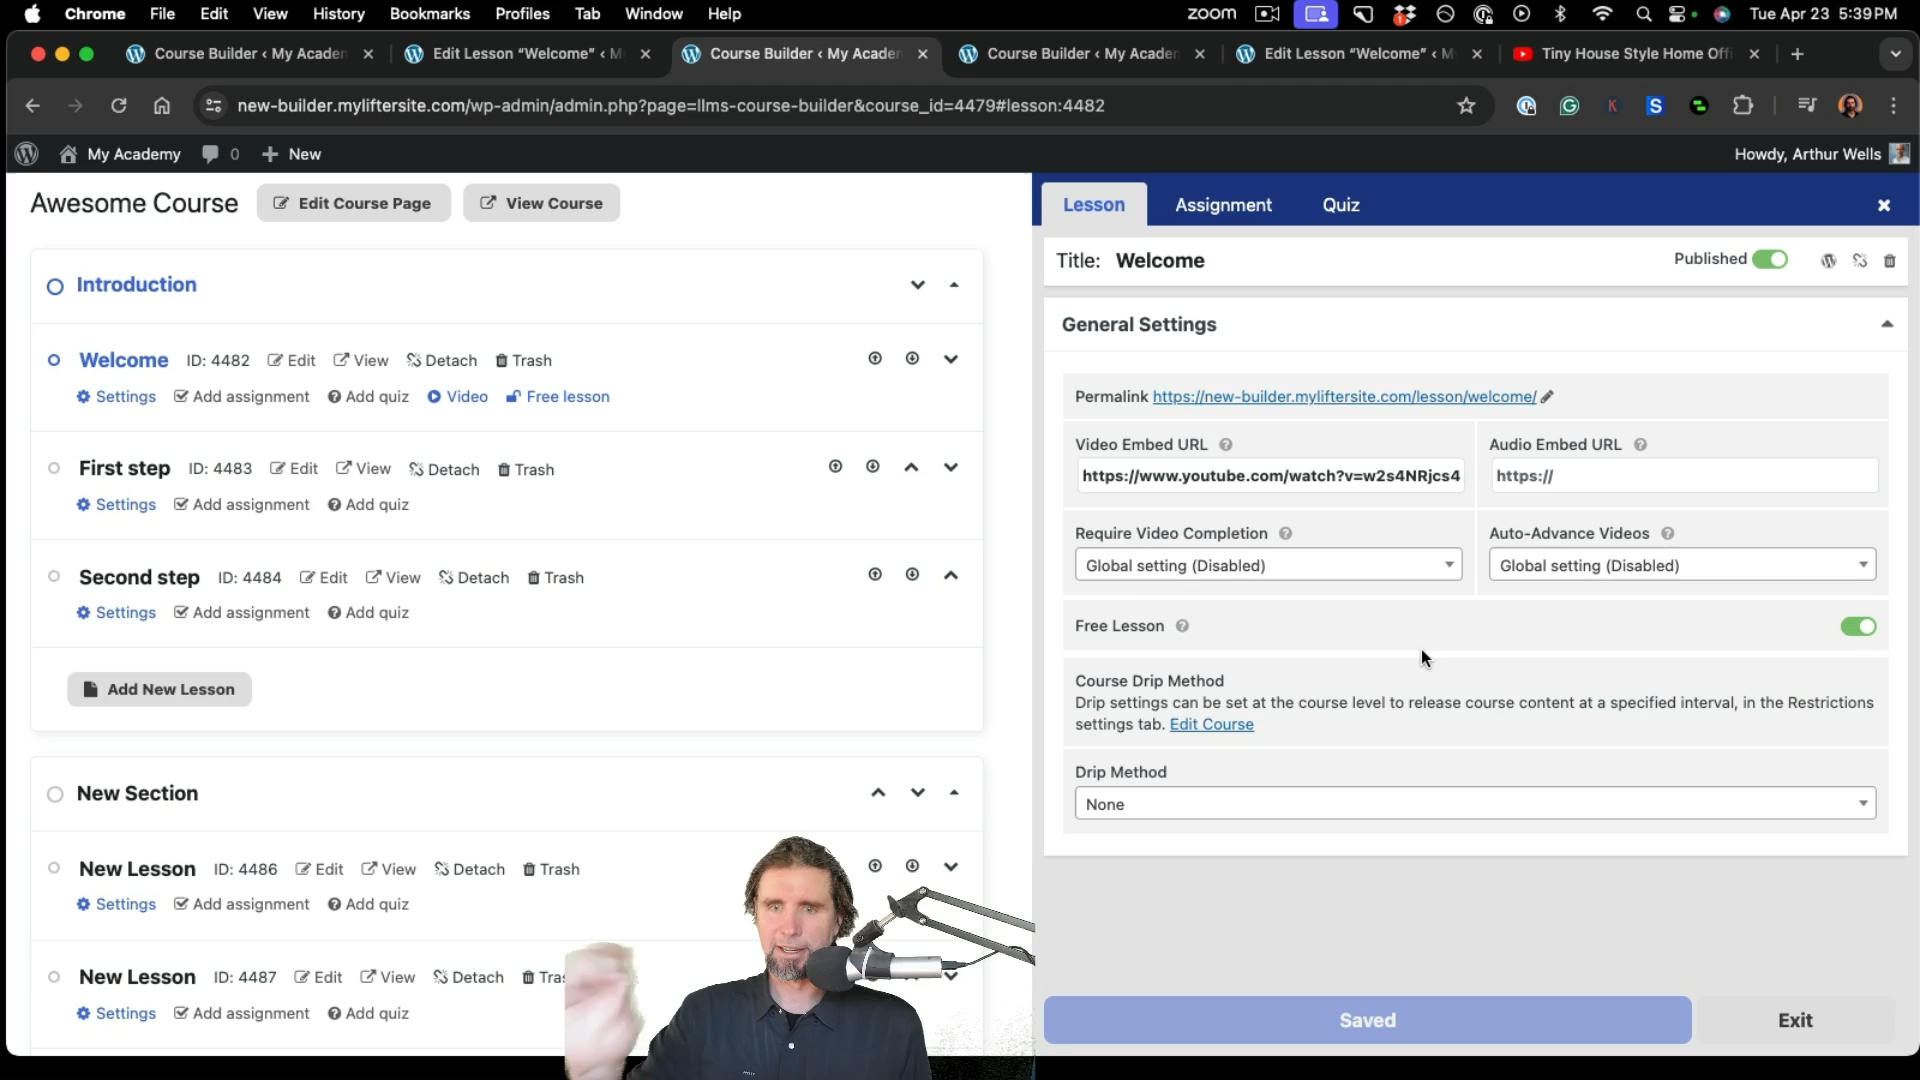 Chrome File Edit View History Bookmarks Profiles Tab Window Help zoom Tue Apr 23 5:39 PM
Course Builder ‹ My Academ Edit Lesson “Welcome” ‹ M Course Builder ‹ My Academ Course Builder ‹ My Academ Edit Lesson “Welcome” ‹ My Tiny House Style Home Offi
new-builder.myliftersite.com/wp-admin/admin.php?page=llms-course-builder&course_id=4479#lesson:4482
My Academy 0 New Howdy, Arthur Wells
Awesome Course Edit Course Page View Course
Introduction
Welcome ID: 4482 Edit View Detach Trash
Settings Add assignment Add quiz Video Free lesson
First step ID: 4483 Edit View Detach Trash
Settings Add assignment Add quiz
Second step ID: 4484 Edit View Detach Trash
Settings Add assignment Add quiz
Add New Lesson
New Section
New Lesson ID: 4486 Edit View Detach Trash
Settings Add assignment Add quiz
New Lesson ID: 4487 Edit View Detach Tra
Settings Add assignment Add quiz
Lesson Assignment Quiz
Title: Welcome Published
General Settings
Permalink https://new-builder.myliftersite.com/lesson/welcome/
Video Embed URL Audio Embed URL
https://www.youtube.com/watch?v=w2s4NRjcs4 https://
Require Video Completion Auto-Advance Videos
Global setting (Disabled) Global setting (Disabled)
Free Lesson
Course Drip Method
Drip settings can be set at the course level to release course content at a specified interval, in the Restrictions
settings tab. Edit Course
Drip Method
None
Saved Exit